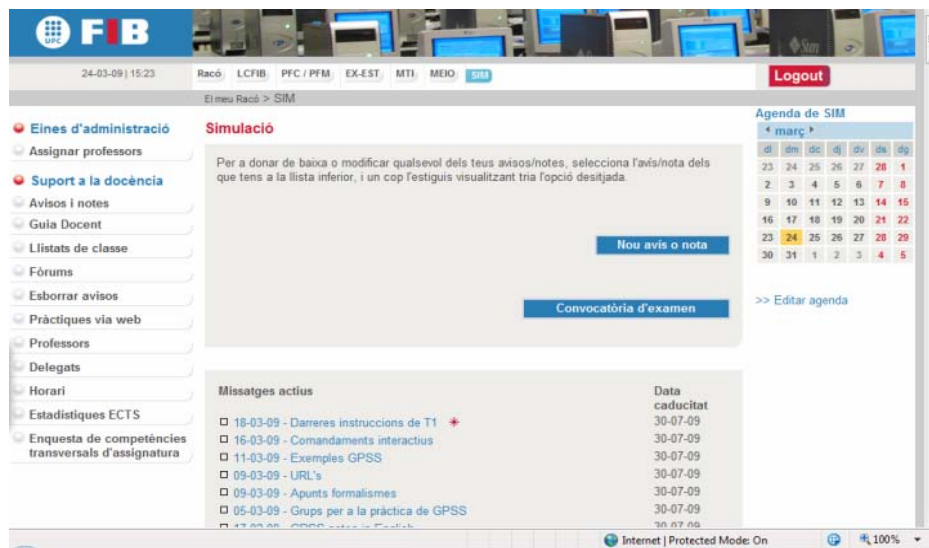 UPC FIB
Sun
24-03-09 | 15:23
Racó LCFIB PFC / PFM EX-EST MTI MEIO SIM
Logout
El meu Racó > SIM
Eines d'administració
Assignar professors
Suport a la docència
Avisos i notes
Guia Docent
Llistats de classe
Fòrums
Esborrar avisos
Pràctiques via web
Professors
Delegats
Horari
Estadístiques ECTS
Enquesta de competències
transversals d'assignatura
Simulació
Per a donar de baixa o modificar qualsevol dels teus avisos/notes, selecciona l'avís/nota dels
que tens a la llista inferior, i un cop l'estiguis visualitzant tria l'opció desitjada.
Nou avís o nota
Convocatòria d'examen
Missatges actius Data
caducitat
18-03-09 - Darreres instruccions de T1 30-07-09
16-03-09 - Comandaments interactius 30-07-09
11-03-09 - Exemples GPSS 30-07-09
09-03-09 - URL's 30-07-09
09-03-09 - Apunts formalismes 30-07-09
05-03-09 - Grups per a la pràctica de GPSS 30-07-09
Agenda de SIM
març
dl dm dc dj dv ds dg
23 24 25 26 27 28 1
2 3 4 5 6 7 8
9 10 11 12 13 14 15
16 17 18 19 20 21 22
23 24 25 26 27 28 29
30 31 1 2 3 4 5
>> Editar agenda
Internet | Protected Mode: On 100%